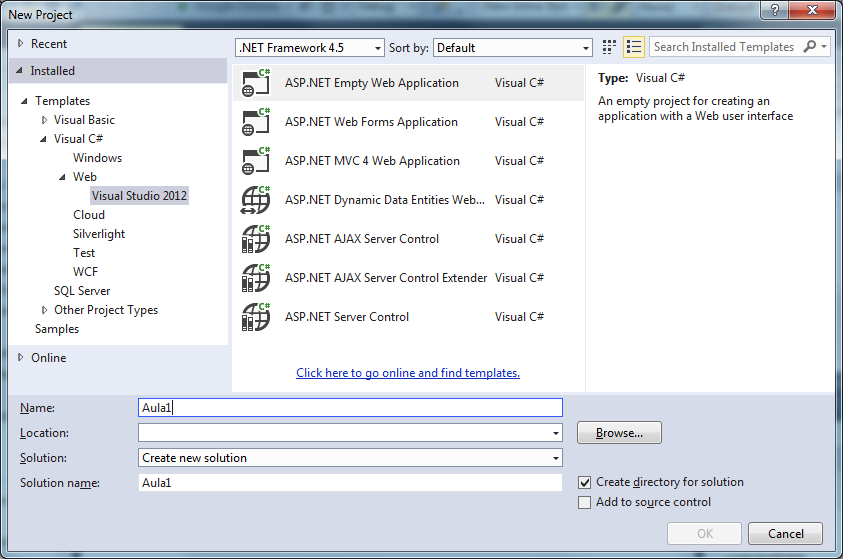 New Project
Recent
Installed
Templates
Visual Basic
Visual C#
Windows
Web
Visual Studio 2012
Cloud
Silverlight
Test
WCF
SQL Server
Other Project Types
Samples
Online
.NET Framework 4.5 Sort by: Default
Search Installed Templates
C# ASP.NET Empty Web Application Visual C#
C# ASP.NET Web Forms Application Visual C#
C# ASP.NET MVC 4 Web Application Visual C#
C# ASP.NET Dynamic Data Entities Web... Visual C#
C# ASP.NET AJAX Server Control Visual C#
C# ASP.NET AJAX Server Control Extender Visual C#
C# ASP.NET Server Control Visual C#
Click here to go online and find templates.
Type: Visual C#
An empty project for creating an
application with a Web user interface
Name: Aula1
Location: Browse...
Solution: Create new solution
Solution name: Aula1
Create directory for solution
Add to source control
OK Cancel